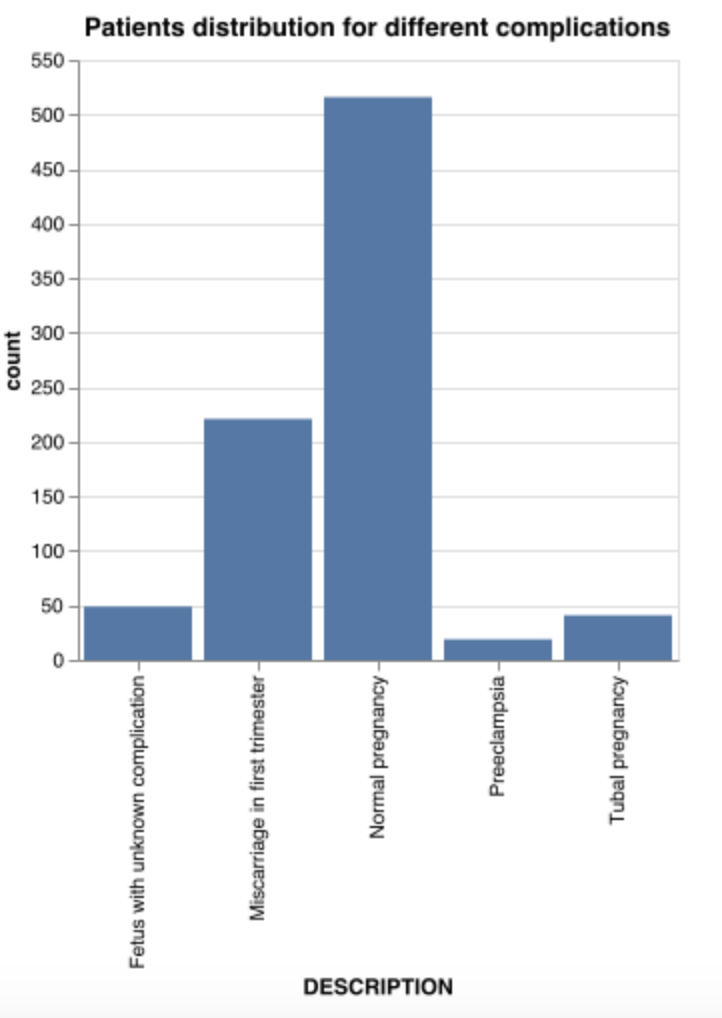 Patients distribution for different complications
550
500
450
400
350
300
250
200
150
100
50
0
count
Fetus with unknown complication
Miscarriage in first trimester
Normal pregnancy
Preeclampsia
Tubal pregnancy
DESCRIPTION